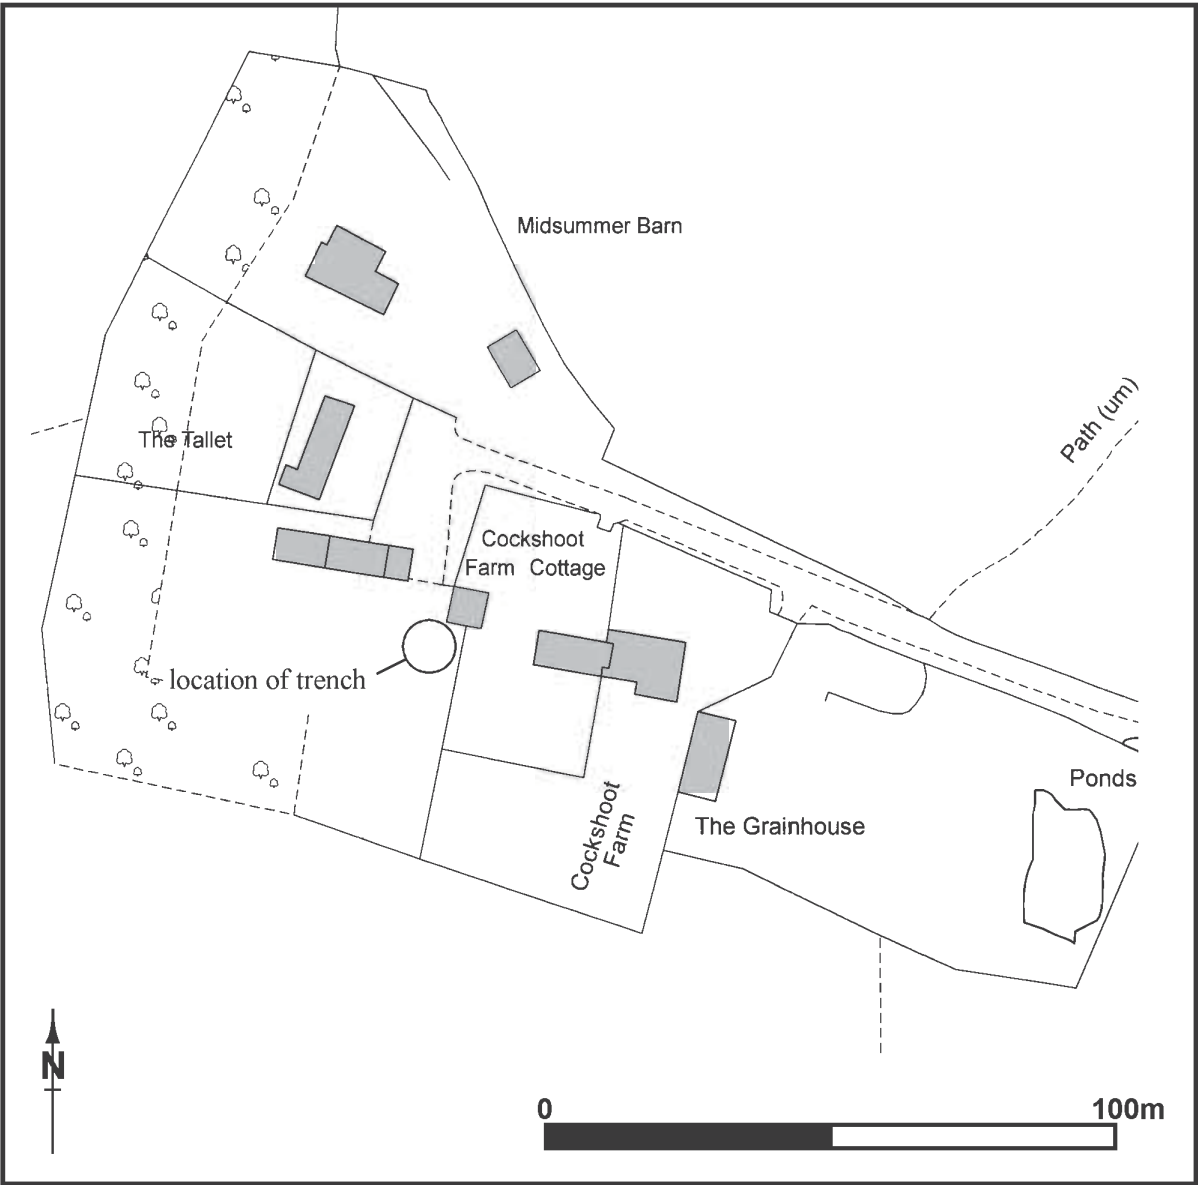 Midsummer Barn
Path (um)
The Tallet
Cockshoot
Farm Cottage
location of trench
Ponds
The Grainhouse
Cockshoot
Farm
N
0 100m